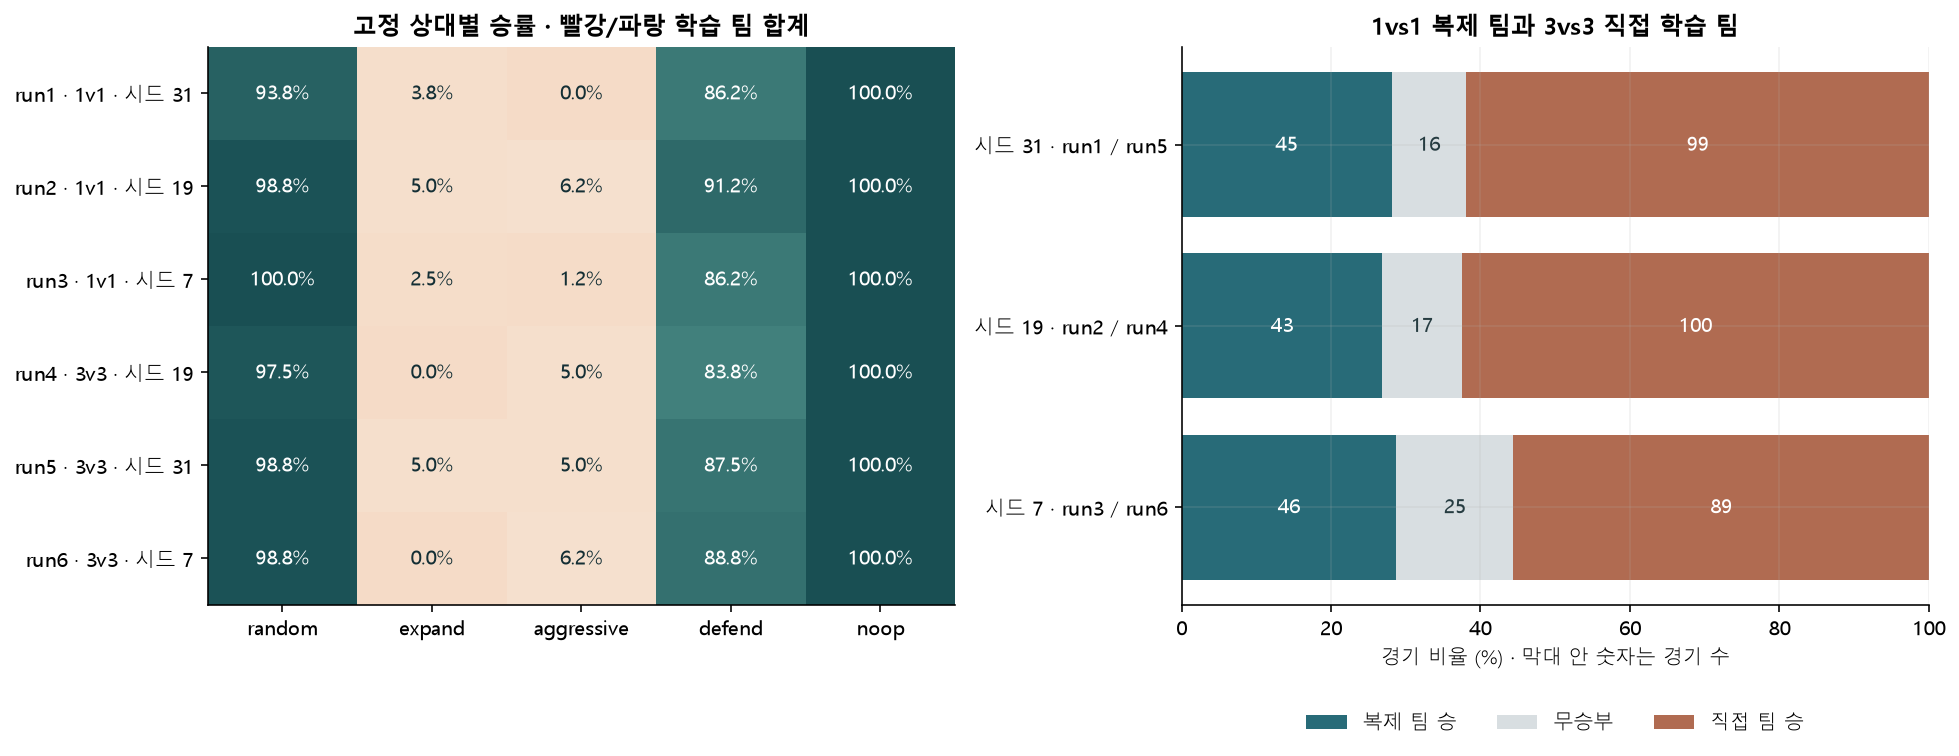 고정 상대별 승률 · 빨강/파랑 학습 팀 합계
run1 · 1v1 · 시드 31 93.8% 3.8% 0.0% 86.2% 100.0%
run2 · 1v1 · 시드 19 98.8% 5.0% 6.2% 91.2% 100.0%
run3 · 1v1 · 시드 7 100.0% 2.5% 1.2% 86.2% 100.0%
run4 · 3v3 · 시드 19 97.5% 0.0% 5.0% 83.8% 100.0%
run5 · 3v3 · 시드 31 98.8% 5.0% 5.0% 87.5% 100.0%
run6 · 3v3 · 시드 7 98.8% 0.0% 6.2% 88.8% 100.0%
random expand aggressive defend noop
1vs1 복제 팀과 3vs3 직접 학습 팀
시드 31 · run1 / run5 45 16 99
시드 19 · run2 / run4 43 17 100
시드 7 · run3 / run6 46 25 89
0 20 40 60 80 100
경기 비율 (%) · 막대 안 숫자는 경기 수
복제 팀 승 무승부 직접 팀 승